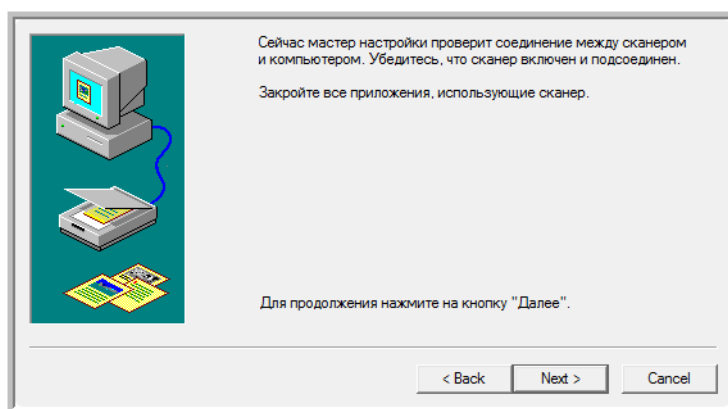 Сейчас мастер настройки проверит соединение между сканером
и компьютером. Убедитесь, что сканер включен и подсоединен.
Закройте все приложения, использующие сканер.
Для продолжения нажмите на кнопку "Далее".
< Back
Next >
Cancel